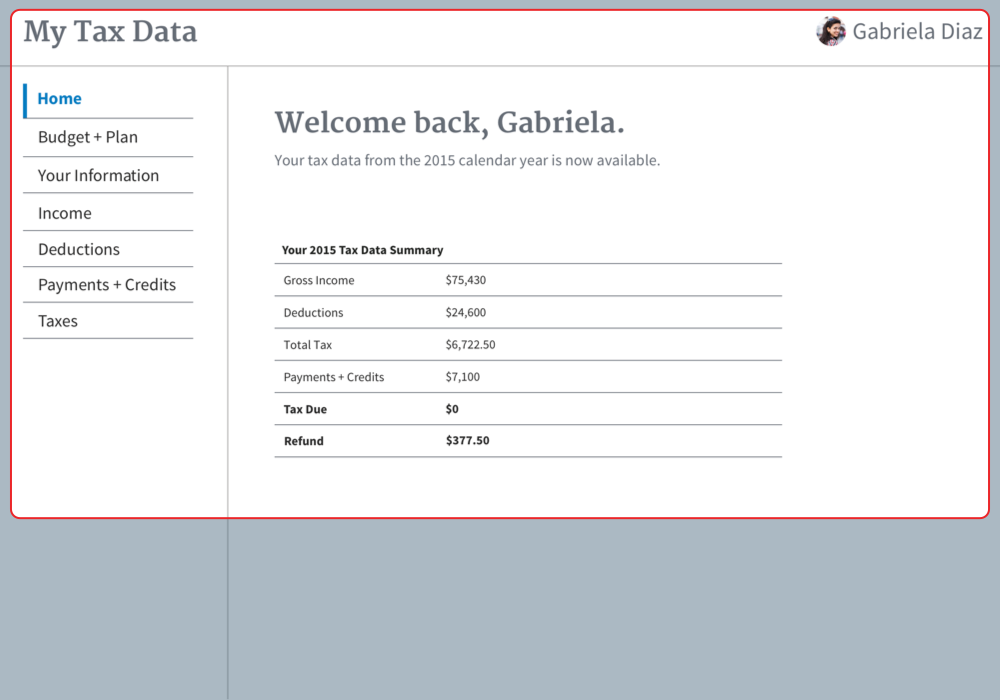 My Tax Data
Gabriela Diaz
Home
Budget + Plan
Your Information
Income
Deductions
Payments + Credits
Taxes
Welcome back, Gabriela.
Your tax data from the 2015 calendar year is now available.
Your 2015 Tax Data Summary
Gross Income $75,430
Deductions $24,600
Total Tax $6,722.50
Payments + Credits $7,100
Tax Due $0
Refund $377.50